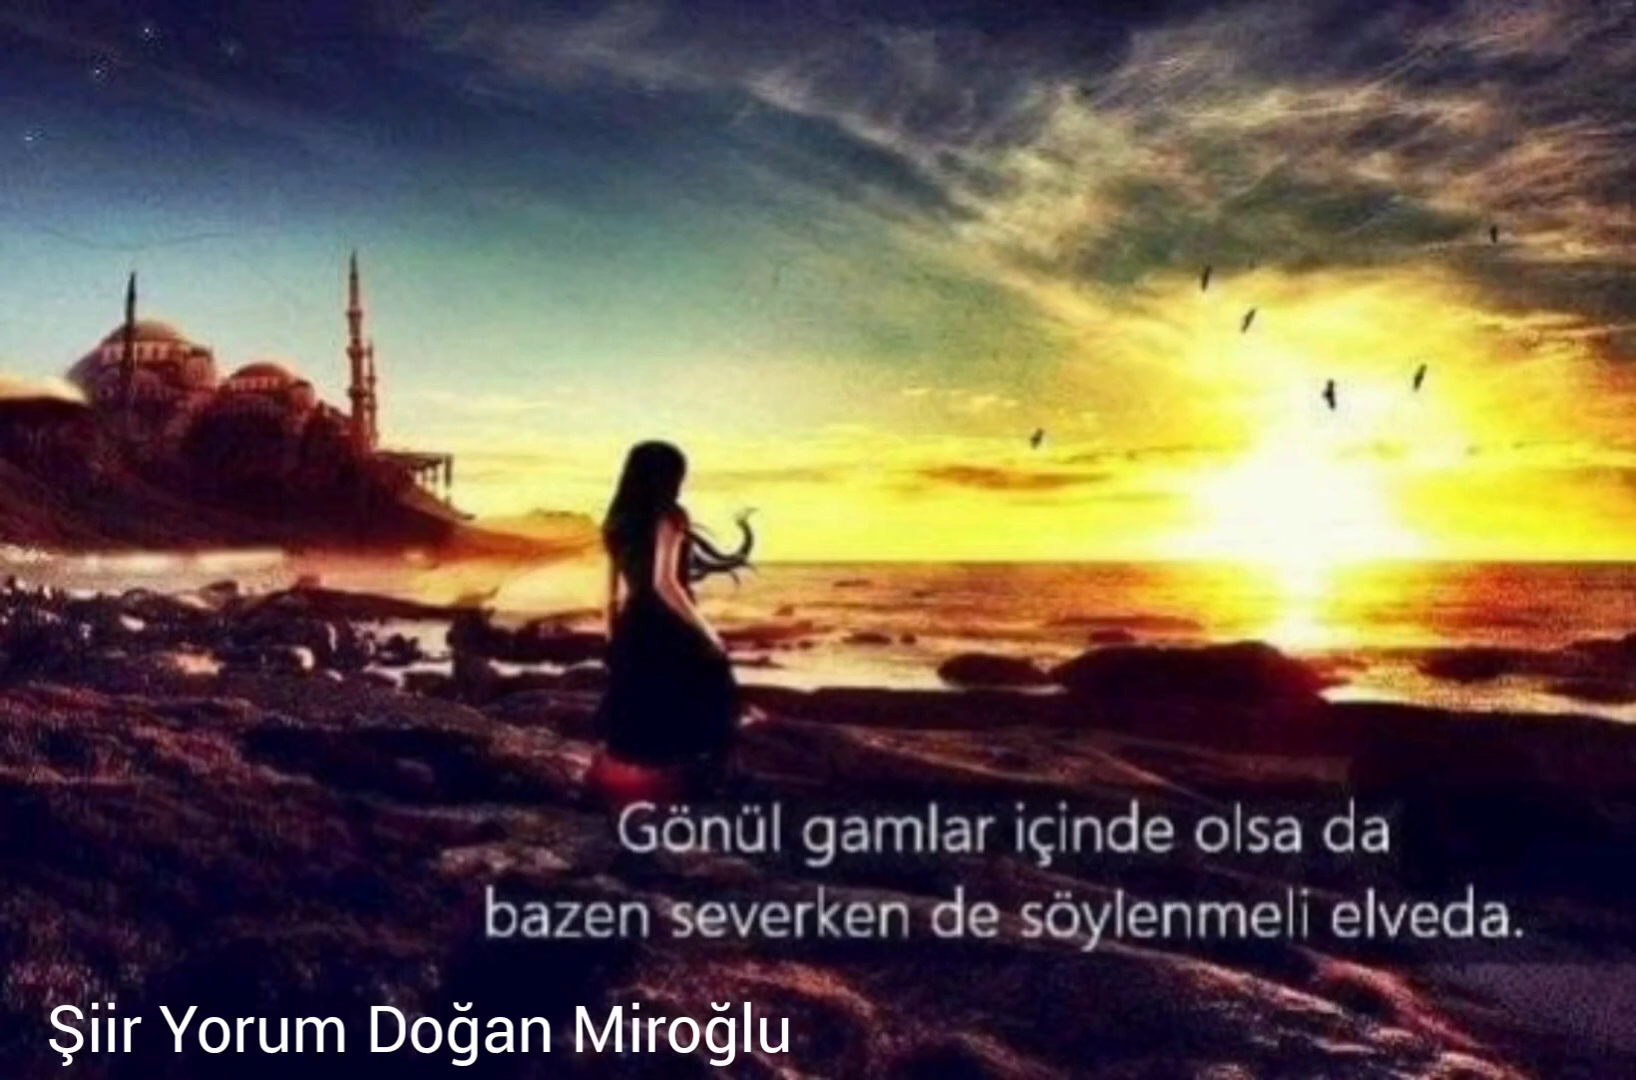 Gönül gamlar içinde olsa da
bazen severken de söylenmeli elveda.
Şiir Yorum Doğan Miroğlu